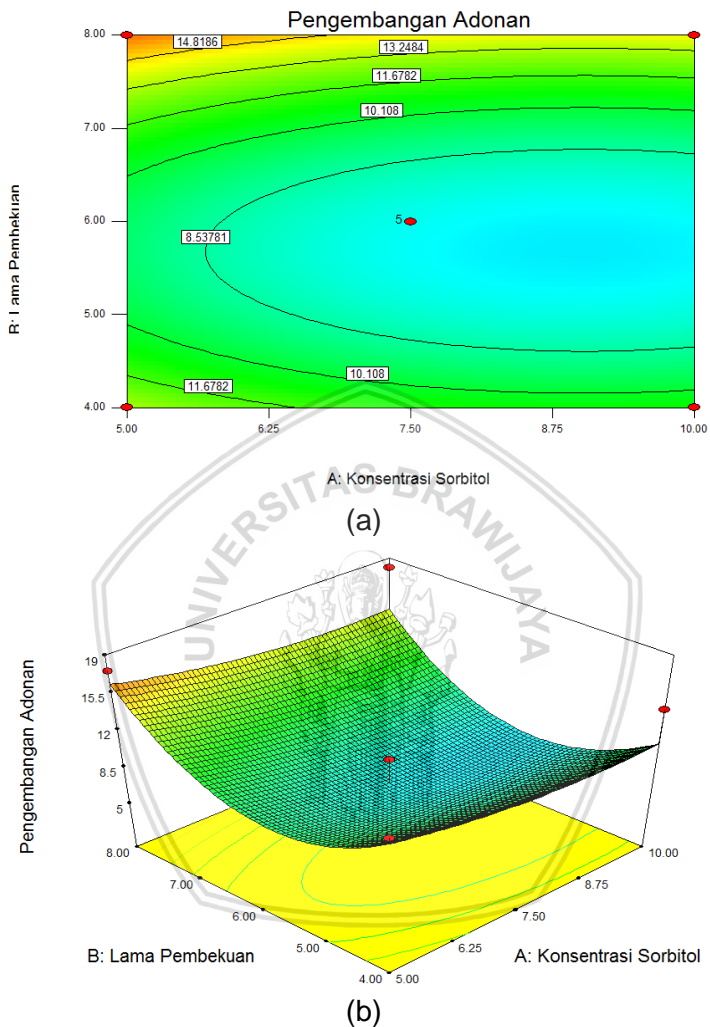 Pengembangan Adonan
8.00
7.00
6.00
5.00
4.00
14.8186
13.2484
11.6782
10.108
8.53781
5
10.108
11.6782
5.00 6.25 7.50 8.75 10.00
R: Lama Pembekuan
A: Konsentrasi Sorbitol
(a)
UNIVERSITAS BRAWIJAYA
Pengembangan Adonan
19
15.5
12
8.5
5
8.00
7.00
6.00
5.00
4.00
10.00
8.75
7.50
6.25
5.00
B: Lama Pembekuan
A: Konsentrasi Sorbitol
(b)